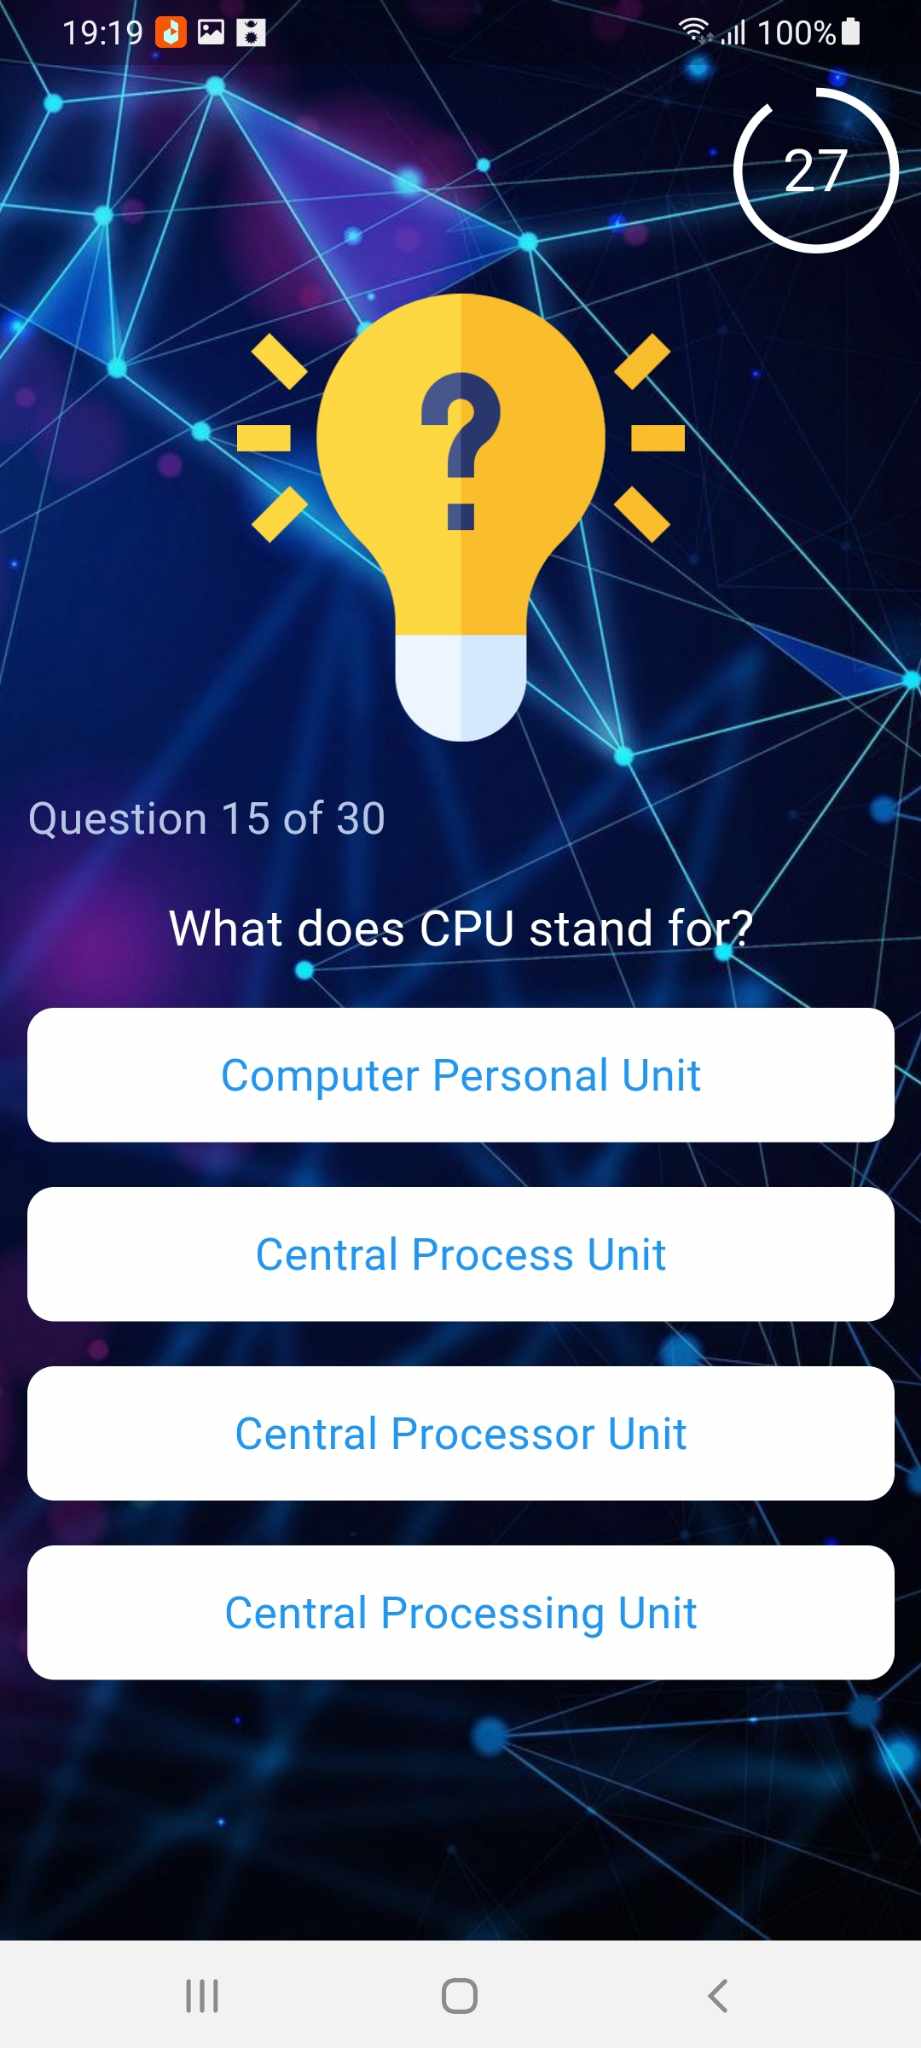 19:19 100%
27
?
Question 15 of 30
What does CPU stand for?
Computer Personal Unit
Central Process Unit
Central Processor Unit
Central Processing Unit